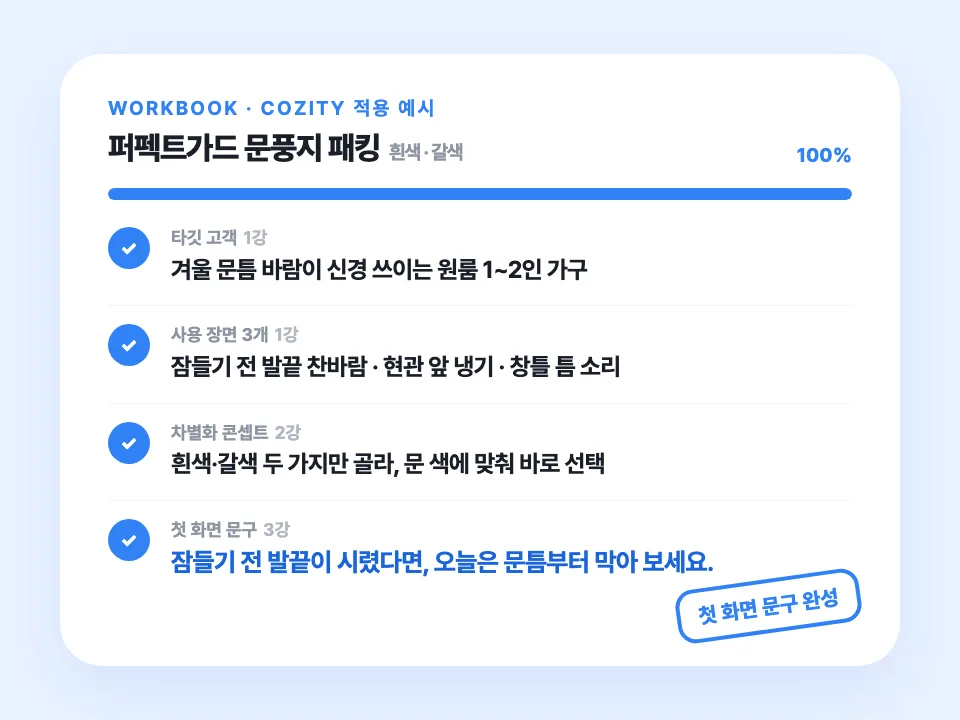 WORKBOOK · COZITY 적용 예시
퍼펙트가드 문풍지 패킹 흰색·갈색
100%
타깃 고객 1강
겨울 문틈 바람이 신경 쓰이는 원룸 1~2인 가구
사용 장면 3개 1강
잠들기 전 발끝 찬바람 · 현관 앞 냉기 · 창틀 틈 소리
차별화 콘셉트 2강
흰색·갈색 두 가지만 골라, 문 색에 맞춰 바로 선택
첫 화면 문구 3강
잠들기 전 발끝이 시렸다면, 오늘은 문틈부터 막아 보세요.
첫 화면 문구 완성